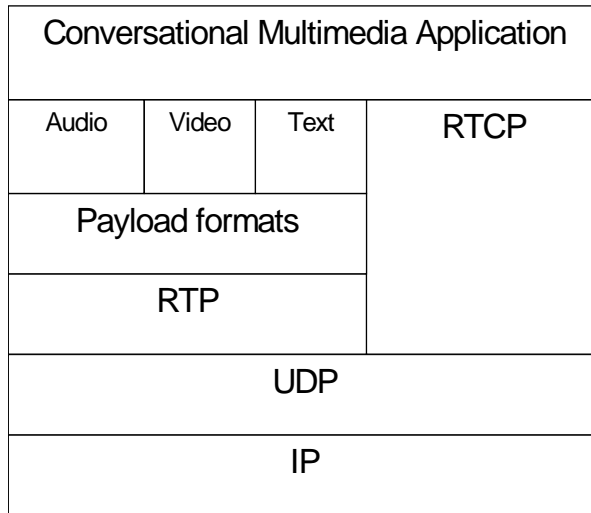 Conversational Multimedia Application
Audio
Video
Text
RTCP
Payload formats
RTP
UDP
IP